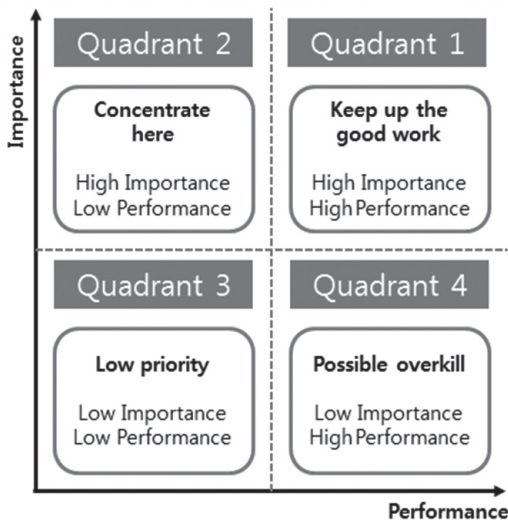 Importance
Quadrant 2
Concentrate
here
High Importance
Low Performance
Quadrant 1
Keep up the
good work
High Importance
High Performance
Quadrant 3
Low priority
Low Importance
Low Performance
Quadrant 4
Possible overkill
Low Importance
High Performance
Performance